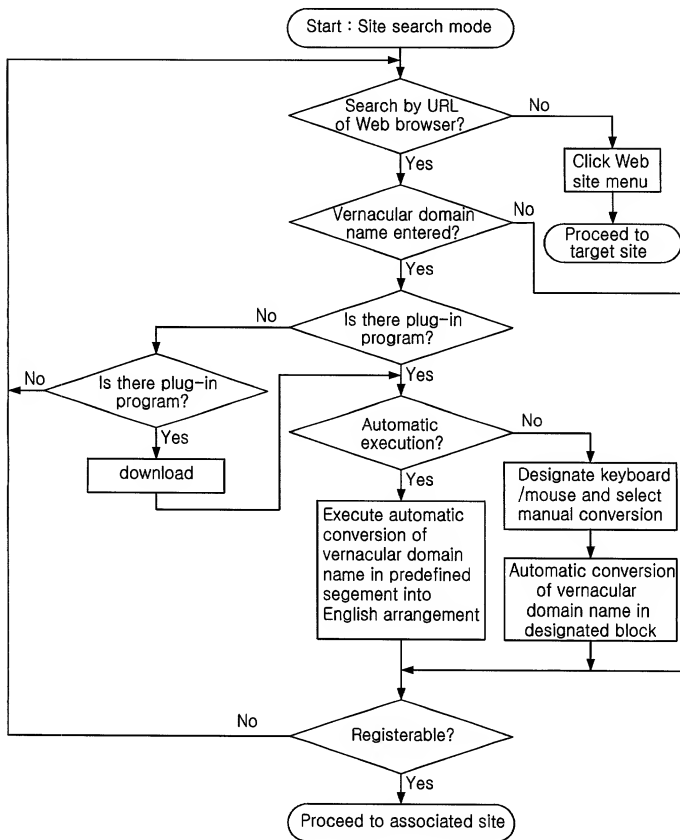 Start : Site search mode
Search by URL
of Web browser?
No
Yes
Click Web
site menu
Vernacular domain
name entered?
No
Proceed to
target site
Yes
Is there plug-in
program?
No
Yes
Is there plug-in
program?
No
Yes
download
Automatic
execution?
No
Yes
Designate keyboard
/mouse and select
manual conversion
Execute automatic
conversion of
vernacular domain
name in predefined
segement into
English arrangement
Automatic conversion
of vernacular
domain name in
designated block
Registerable?
No
Yes
Proceed to associated site